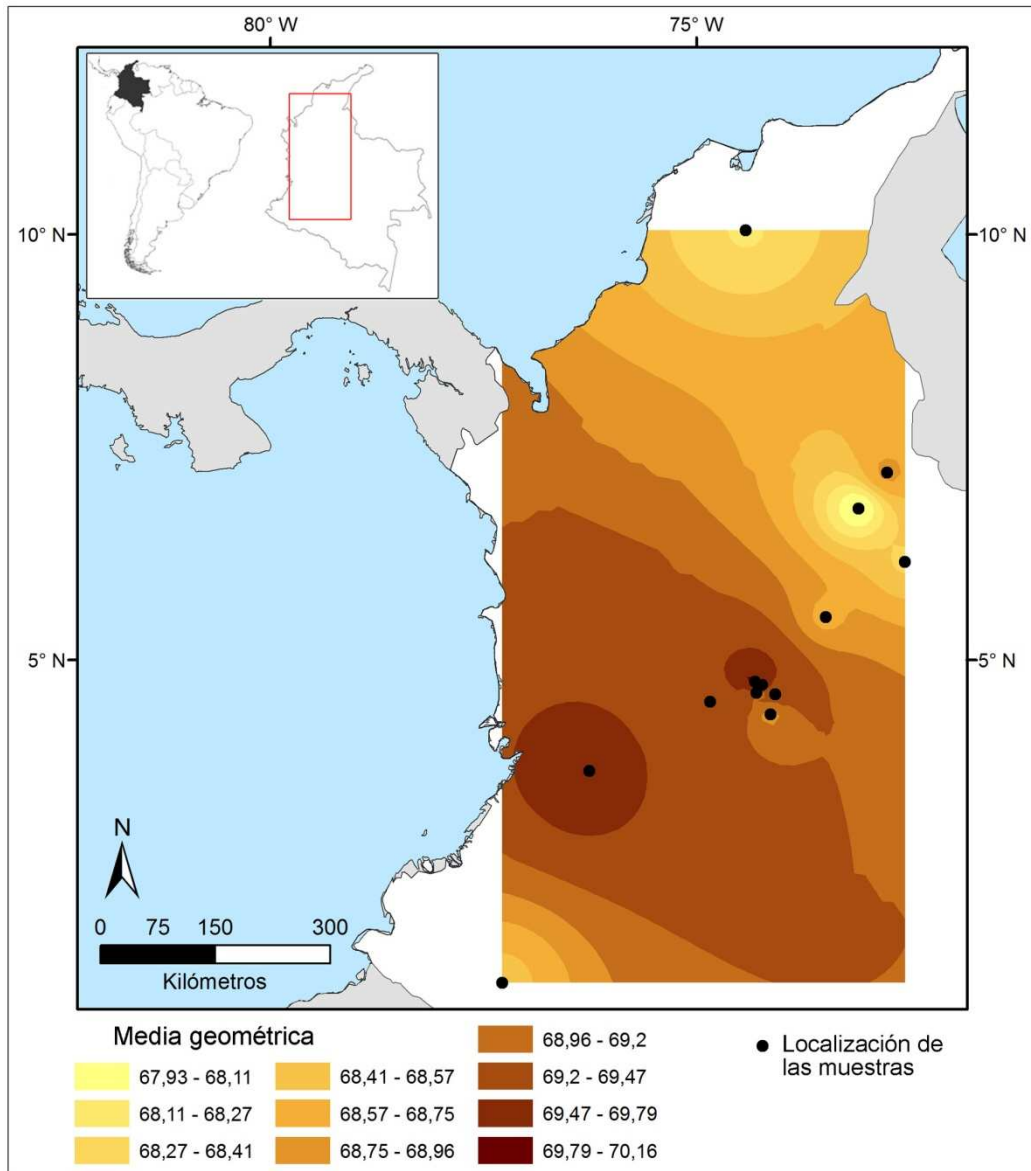 80° W
75° W
10° N
10° N
5° N
5° N
N
0
75
150
300
Kilómetros
Media geométrica
67,93 - 68,11
68,11 - 68,27
68,27 - 68,41
68,41 - 68,57
68,57 - 68,75
68,75 - 68,96
68,96 - 69,2
69,2 - 69,47
69,47 - 69,79
69,79 - 70,16
Localización de
las muestras